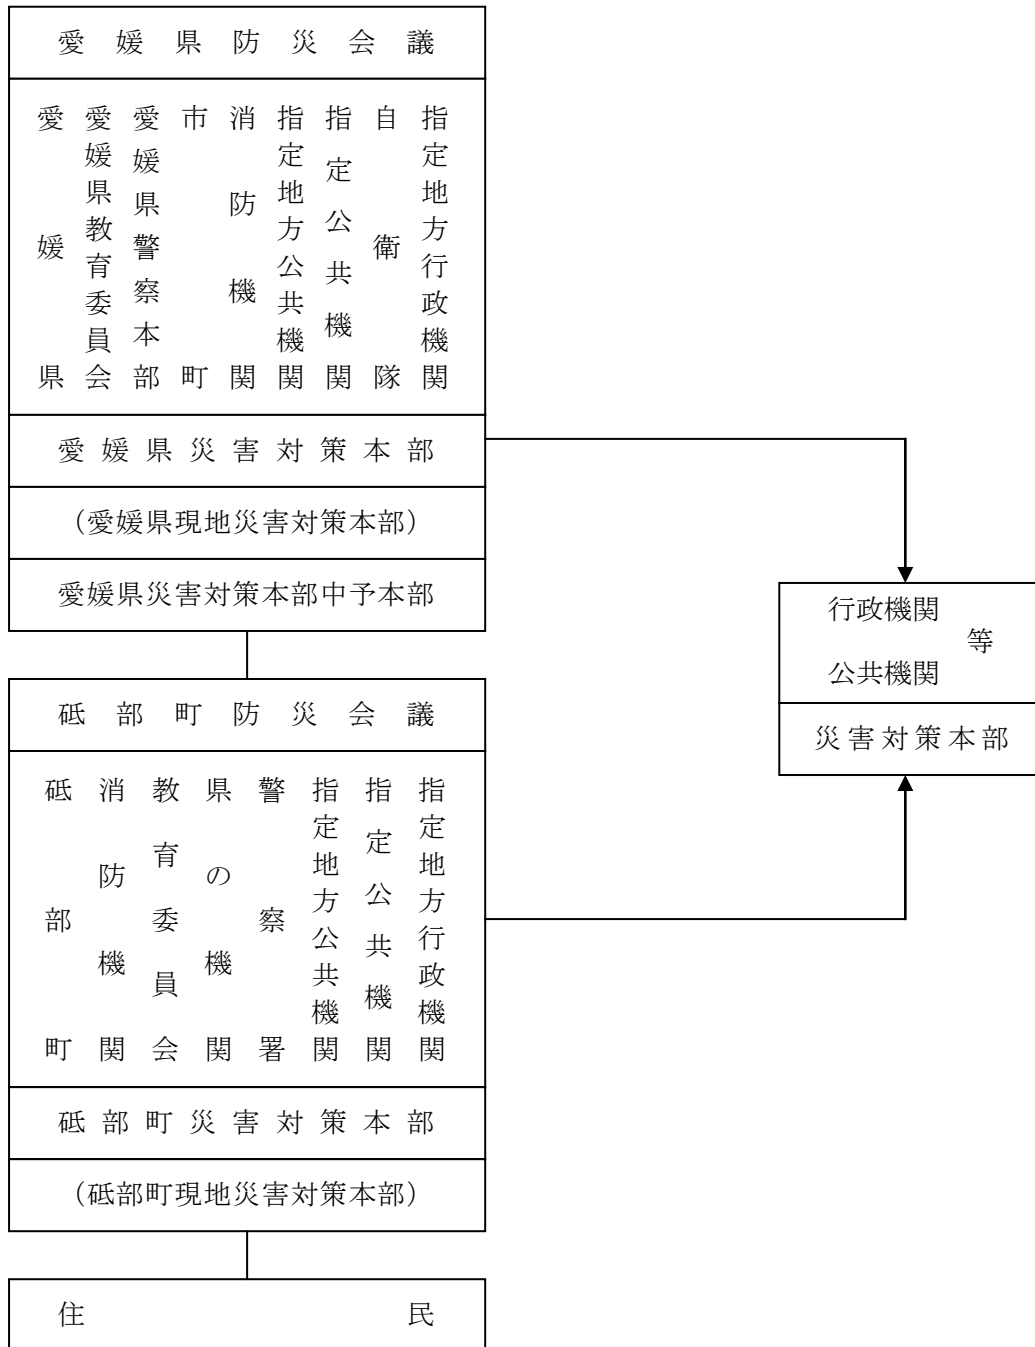 愛媛県防災会議
愛媛県
愛媛県教育委員会
愛媛県警察本部
市町
消防機関
指定地方公共機関
指定公共機関
自衛隊
指定地方行政機関
愛媛県災害対策本部
（愛媛県現地災害対策本部）
愛媛県災害対策本部中予本部
行政機関
等
公共機関
災害対策本部
砥部町防災会議
砥部町
消防機関
教育委員会
県の機関
警察署
指定地方公共機関
指定公共機関
指定地方行政機関
砥部町災害対策本部
（砥部町現地災害対策本部）
住民